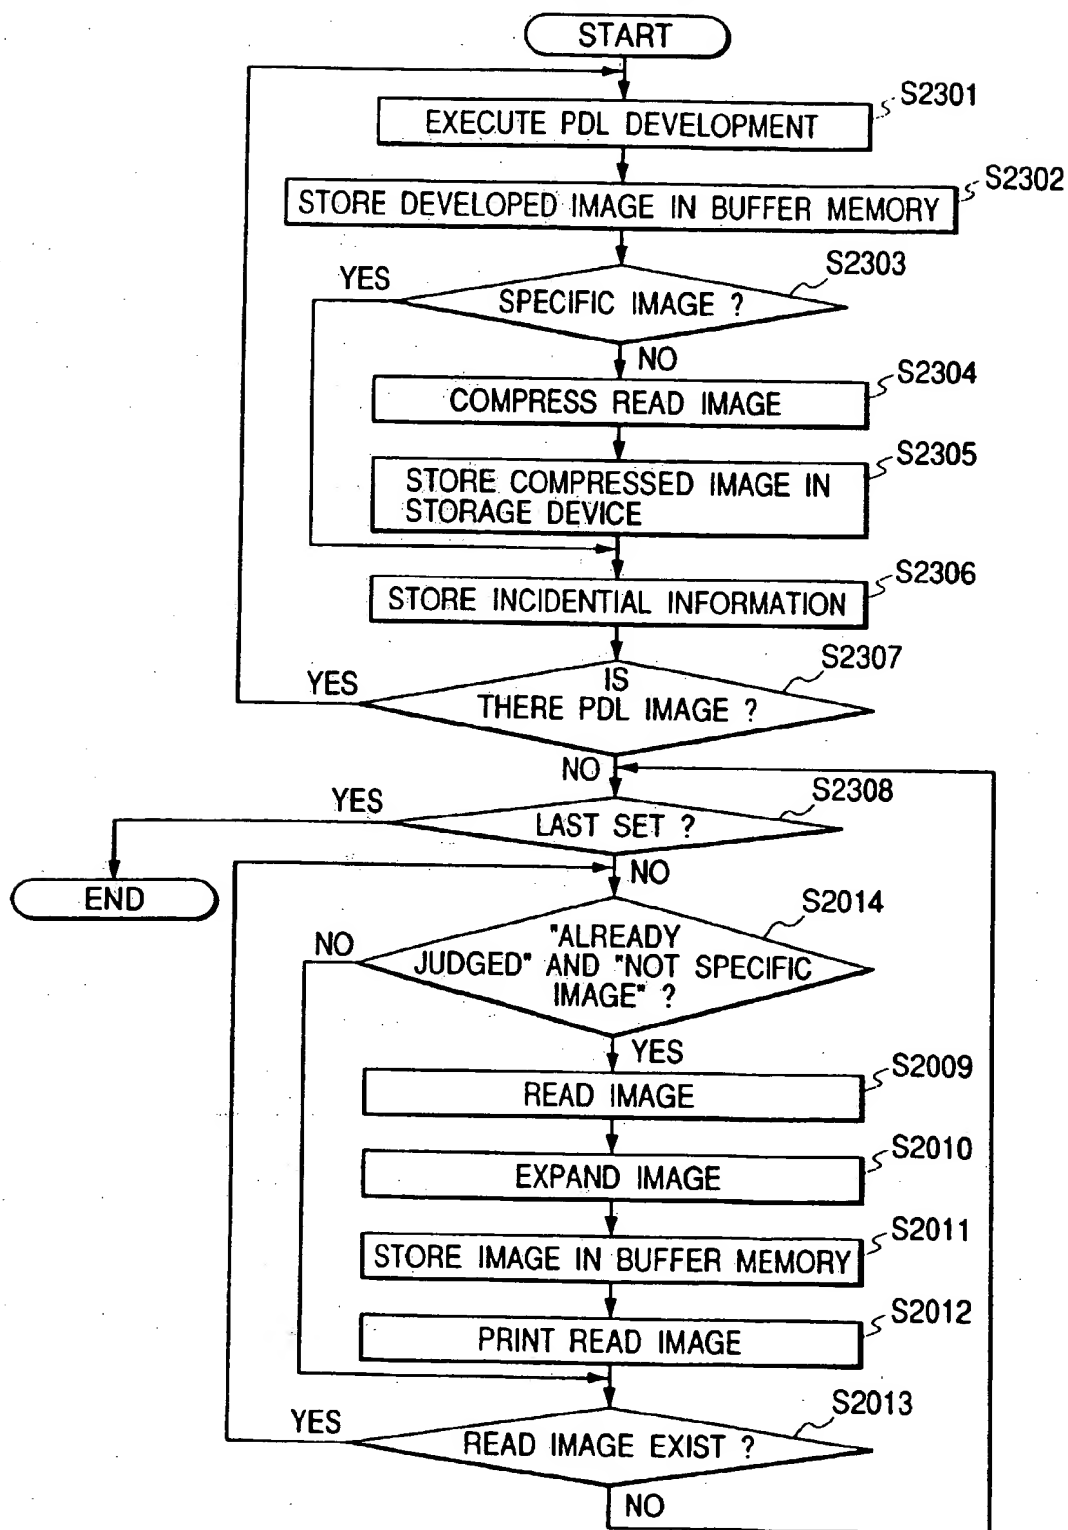 START
S2301
EXECUTE PDL DEVELOPMENT
S2302
STORE DEVELOPED IMAGE IN BUFFER MEMORY
S2303
YES
SPECIFIC IMAGE ?
NO
S2304
COMPRESS READ IMAGE
S2305
STORE COMPRESSED IMAGE IN
STORAGE DEVICE
S2306
STORE INCIDENTIAL INFORMATION
S2307
YES
IS
THERE PDL IMAGE ?
NO
S2308
YES
LAST SET ?
NO
END
S2014
NO
"ALREADY
JUDGED" AND "NOT SPECIFIC
IMAGE" ?
YES
S2009
READ IMAGE
S2010
EXPAND IMAGE
S2011
STORE IMAGE IN BUFFER MEMORY
S2012
PRINT READ IMAGE
S2013
YES
READ IMAGE EXIST ?
NO